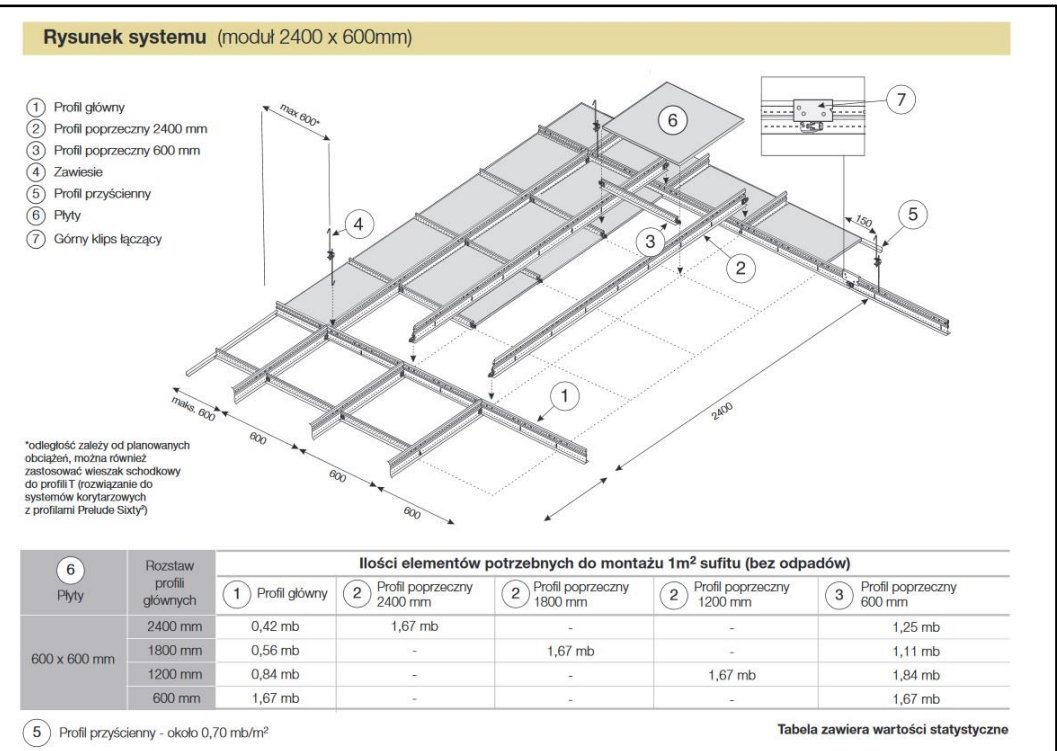 Rysunek systemu (moduł 2400 x 600mm)
1 Profil główny
2 Profil poprzeczny 2400 mm
3 Profil poprzeczny 600 mm
4 Zawiesie
5 Profil przyścienny
6 Płyty
7 Górny klips łączący
max 600*
4
6
7
150
5
3
2
1
2400
maks. 600
600
600
600
*odległość zależy od planowanych
obciążeń, można również
zastosować wieszak schodkowy
do profili T (rozwiązanie do
systemów korytarzowych
z profilami Prelude Sixty²)
6 Płyty
Rozstaw profili głównych
Ilości elementów potrzebnych do montażu 1m² sufitu (bez odpadów)
1 Profil główny
2 Profil poprzeczny 2400 mm
2 Profil poprzeczny 1800 mm
2 Profil poprzeczny 1200 mm
3 Profil poprzeczny 600 mm
600 x 600 mm
2400 mm 0,42 mb 1,67 mb - - 1,25 mb
1800 mm 0,56 mb - 1,67 mb - 1,11 mb
1200 mm 0,84 mb - - 1,67 mb 1,84 mb
600 mm 1,67 mb - - - 1,67 mb
5 Profil przyścienny - około 0,70 mb/m²
Tabela zawiera wartości statystyczne